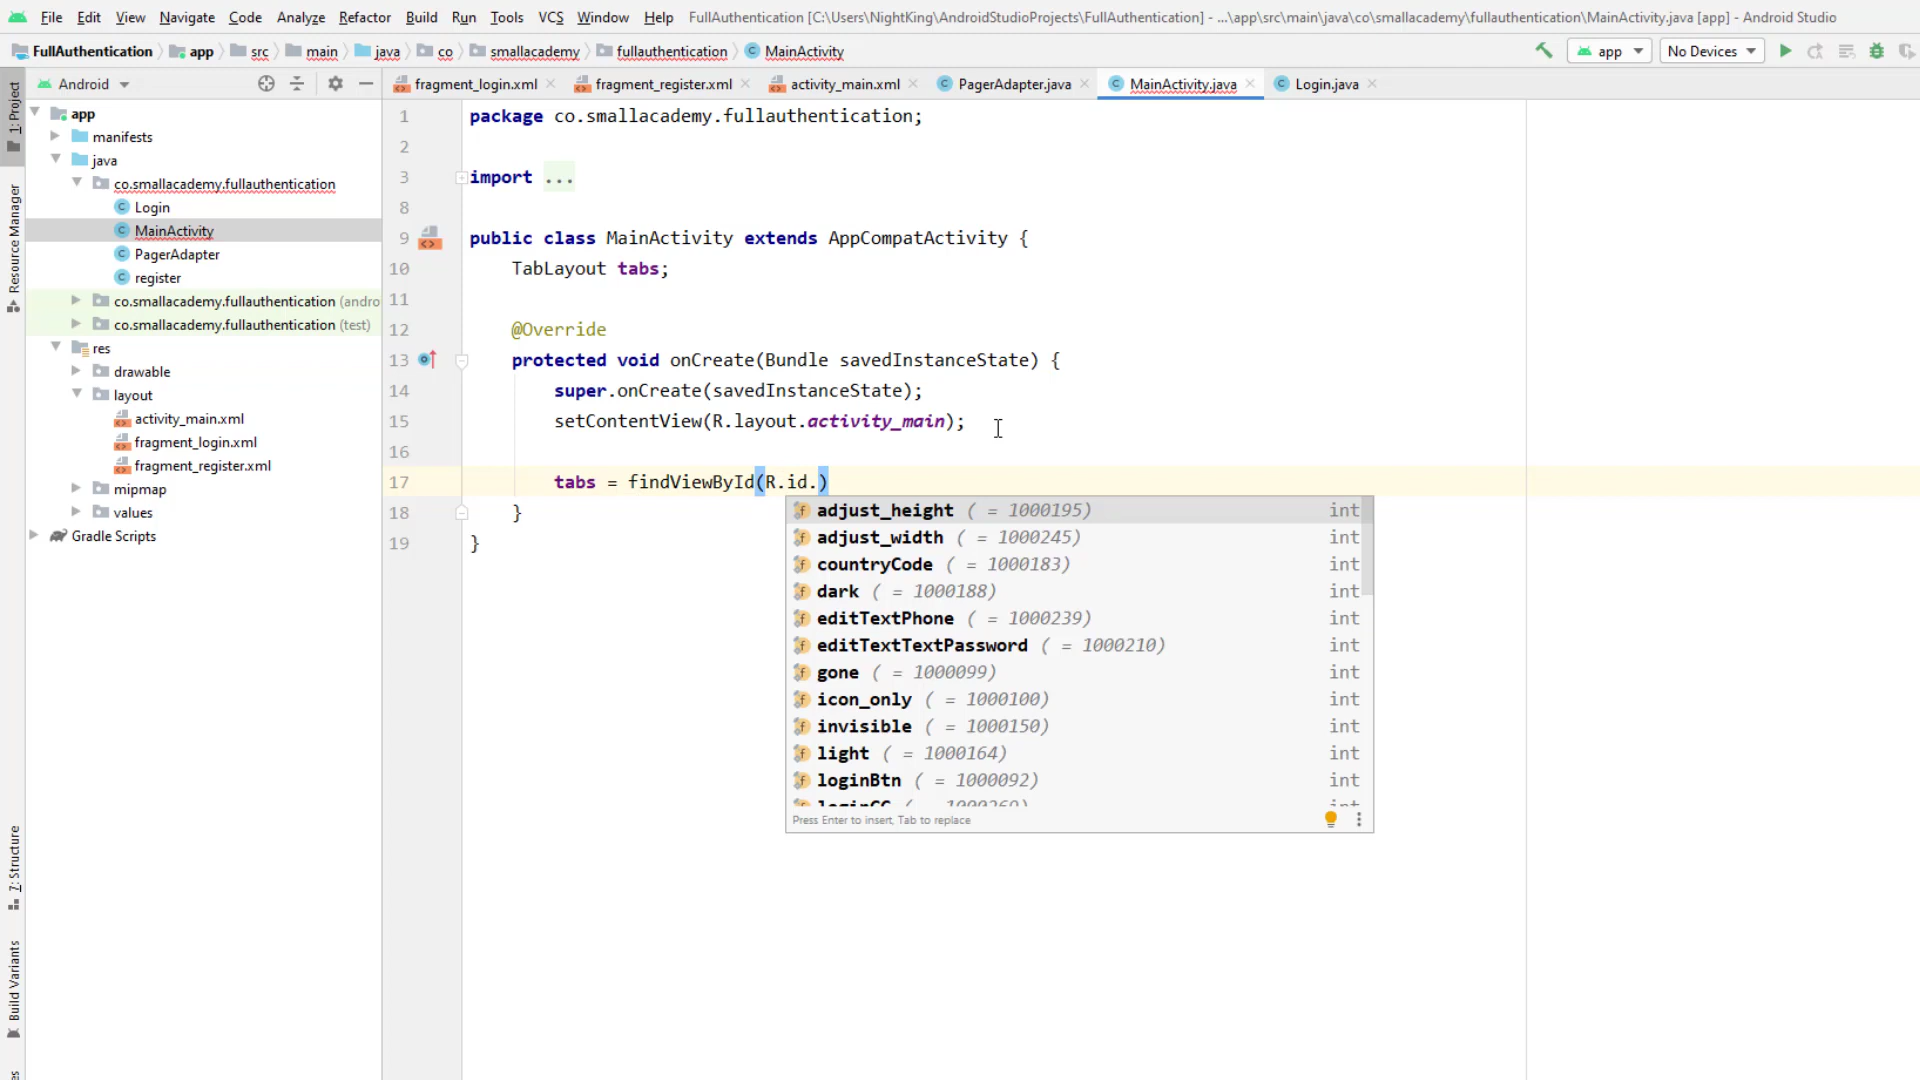 File Edit View Navigate Code Analyze Refactor Build Run Tools VCS Window Help FullAuthentication [C:\Users\NightKing\AndroidStudioProjects\FullAuthentication] - ...\app\src\main\java\co\smallacademy\fullauthentication\MainActivity.java [app] - Android Studio
FullAuthentication app src main java co smallacademy fullauthentication MainActivity app No Devices
Android fragment_login.xml fragment_register.xml activity_main.xml PagerAdapter.java MainActivity.java Login.java
1: Project
Resource Manager
7: Structure
Build Variants
app
manifests
java
co.smallacademy.fullauthentication
Login
MainActivity
PagerAdapter
register
co.smallacademy.fullauthentication (andro
co.smallacademy.fullauthentication (test)
res
drawable
layout
activity_main.xml
fragment_login.xml
fragment_register.xml
mipmap
values
Gradle Scripts
1 package co.smallacademy.fullauthentication;
2
3 import ...
8
9 public class MainActivity extends AppCompatActivity {
10 TabLayout tabs;
11
12 @Override
13 protected void onCreate(Bundle savedInstanceState) {
14 super.onCreate(savedInstanceState);
15 setContentView(R.layout.activity_main);
16
17 tabs = findViewById(R.id.)
18 }
19 }
adjust_height ( = 1000195) int
adjust_width ( = 1000245) int
countryCode ( = 1000183) int
dark ( = 1000188) int
editTextPhone ( = 1000239) int
editTextTextPassword ( = 1000210) int
gone ( = 1000099) int
icon_only ( = 1000100) int
invisible ( = 1000150) int
light ( = 1000164) int
loginBtn ( = 1000092) int
Press Enter to insert, Tab to replace